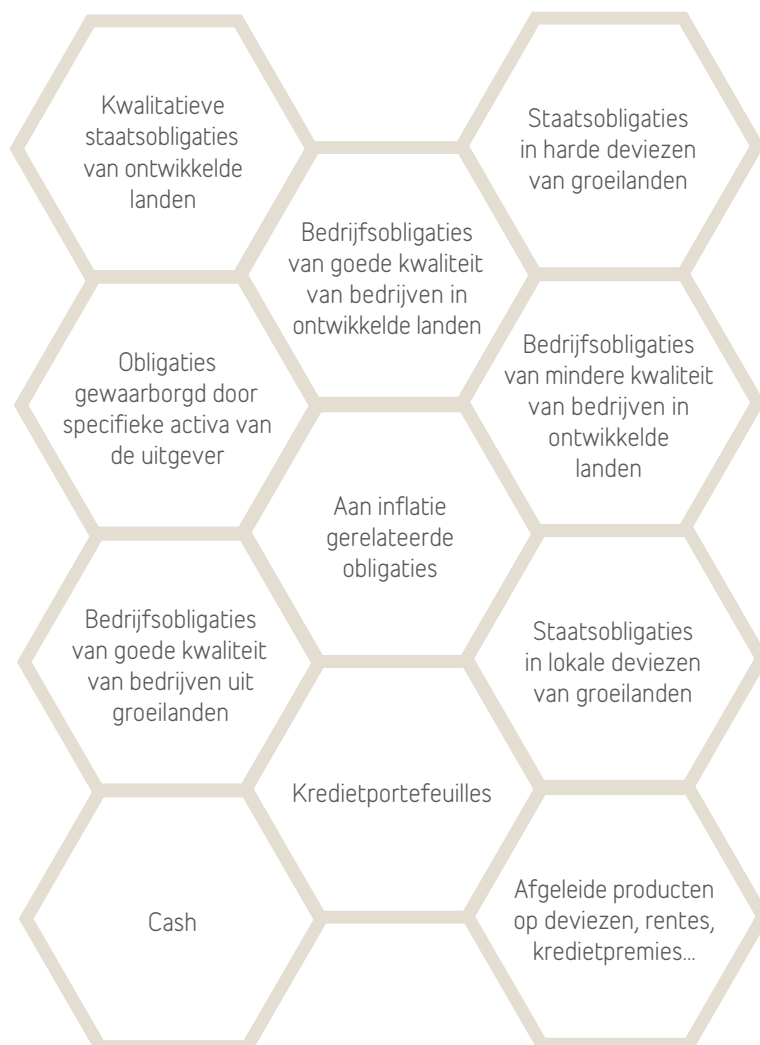 Kwalitatieve
staatsobligaties
van ontwikkelde
landen
Staatsobligaties
in harde deviezen
van groeilanden
Bedrijfsobligaties
van goede kwaliteit
van bedrijven in
ontwikkelde landen
Obligaties
gewaarborgd door
specifieke activa van
de uitgever
Bedrijfsobligaties
van mindere kwaliteit
van bedrijven in
ontwikkelde
landen
Aan inflatie
gerelateerde
obligaties
Bedrijfsobligaties
van goede kwaliteit
van bedrijven uit
groeilanden
Staatsobligaties
in lokale deviezen
van groeilanden
Kredietportefeuilles
Cash
Afgeleide producten
op deviezen, rentes,
kredietpremies...